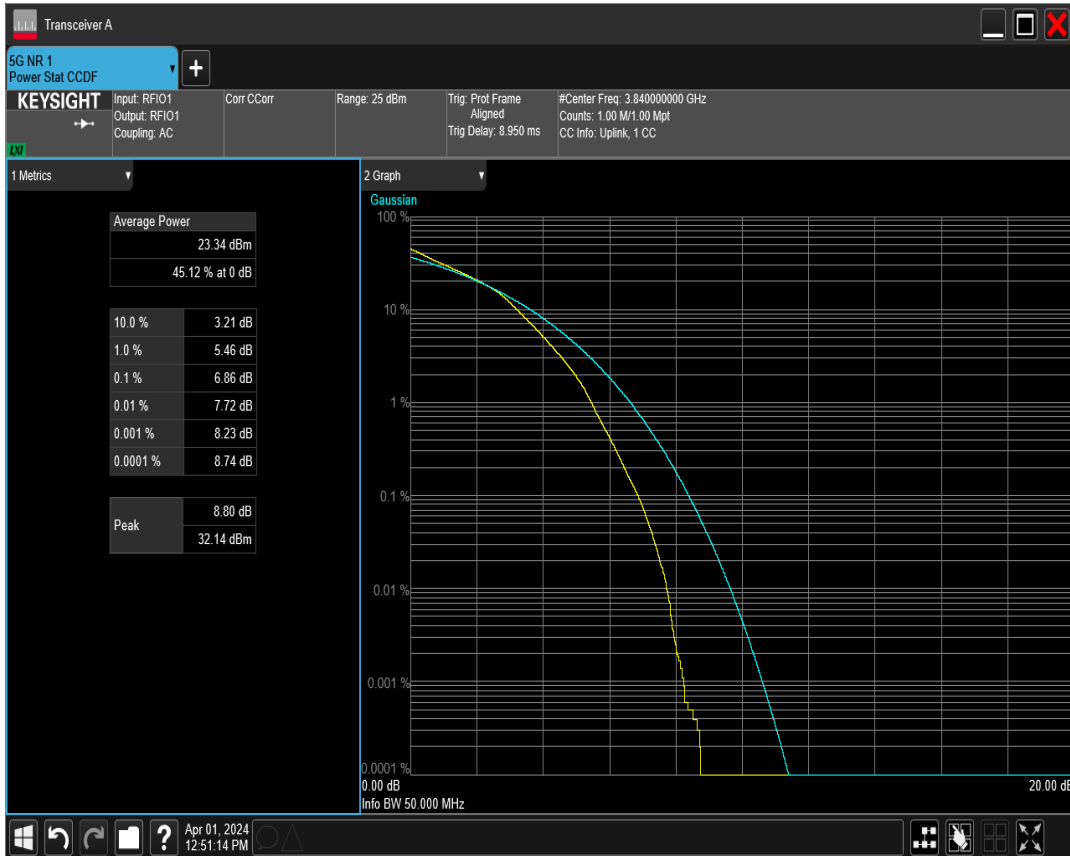 Transceiver A
5G NR 1
Power Stat CCDF
KEYSIGHT
LXI
Input: RFIO1
Output: RFIO1
Coupling: AC
Corr CCorr
Range: 25 dBm
Trig: Prot Frame
Aligned
Trig Delay: 8.950 ms
#Center Freq: 3.840000000 GHz
Counts: 1.00 M/1.00 Mpt
CC Info: Uplink, 1 CC
1 Metrics
Average Power
23.34 dBm
45.12 % at 0 dB
10.0 % 3.21 dB
1.0 % 5.46 dB
0.1 % 6.86 dB
0.01 % 7.72 dB
0.001 % 8.23 dB
0.0001 % 8.74 dB
Peak 8.80 dB
32.14 dBm
2 Graph
Gaussian
100 %
10 %
1 %
0.1 %
0.01 %
0.001 %
0.0001 %
0.00 dB 20.00 dB
Info BW 50.000 MHz
?
Apr 01, 2024
12:51:14 PM